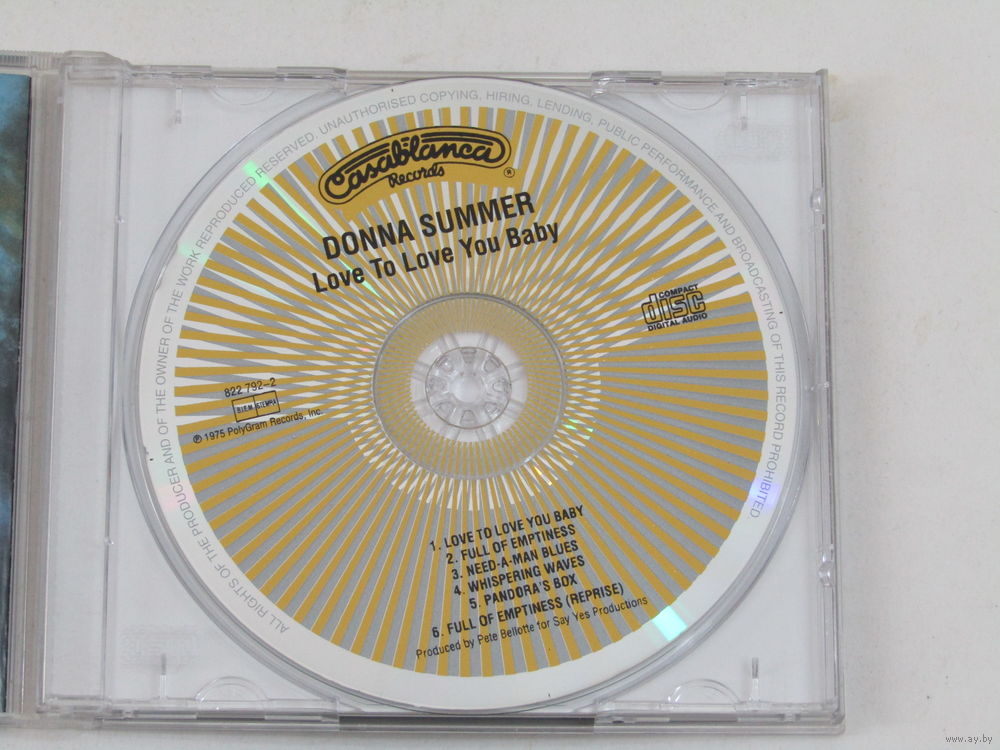 ALL RIGHTS OF THE PRODUCER AND OF THE OWNER OF THE WORK REPRODUCED RESERVED. UNAUTHORISED COPYING, HIRING, LENDING, PUBLIC PERFORMANCE AND BROADCASTING OF THIS RECORD PROHIBITED
Casablanca
Records ®
DONNA SUMMER
Love To Love You Baby
COMPACT
disc
DIGITAL AUDIO
822 792-2
B.I.E.M. STEMRA
℗ 1975 PolyGram Records, Inc.
1. LOVE TO LOVE YOU BABY
2. FULL OF EMPTINESS
3. NEED-A-MAN BLUES
4. WHISPERING WAVES
5. PANDORA'S BOX
6. FULL OF EMPTINESS (REPRISE)
Produced by Pete Bellotte for Say Yes Productions
www.ay.by